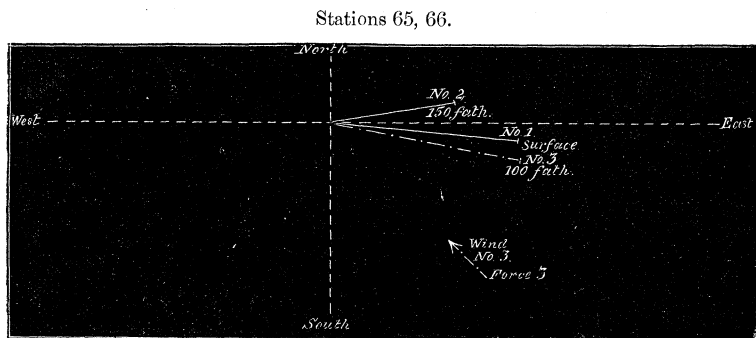 Stations 65, 66.
North
No. 2
150 fath.
West
East
No. 1
Surface
No. 3
100 fath.
Wind
No. 3.
Force 3
South